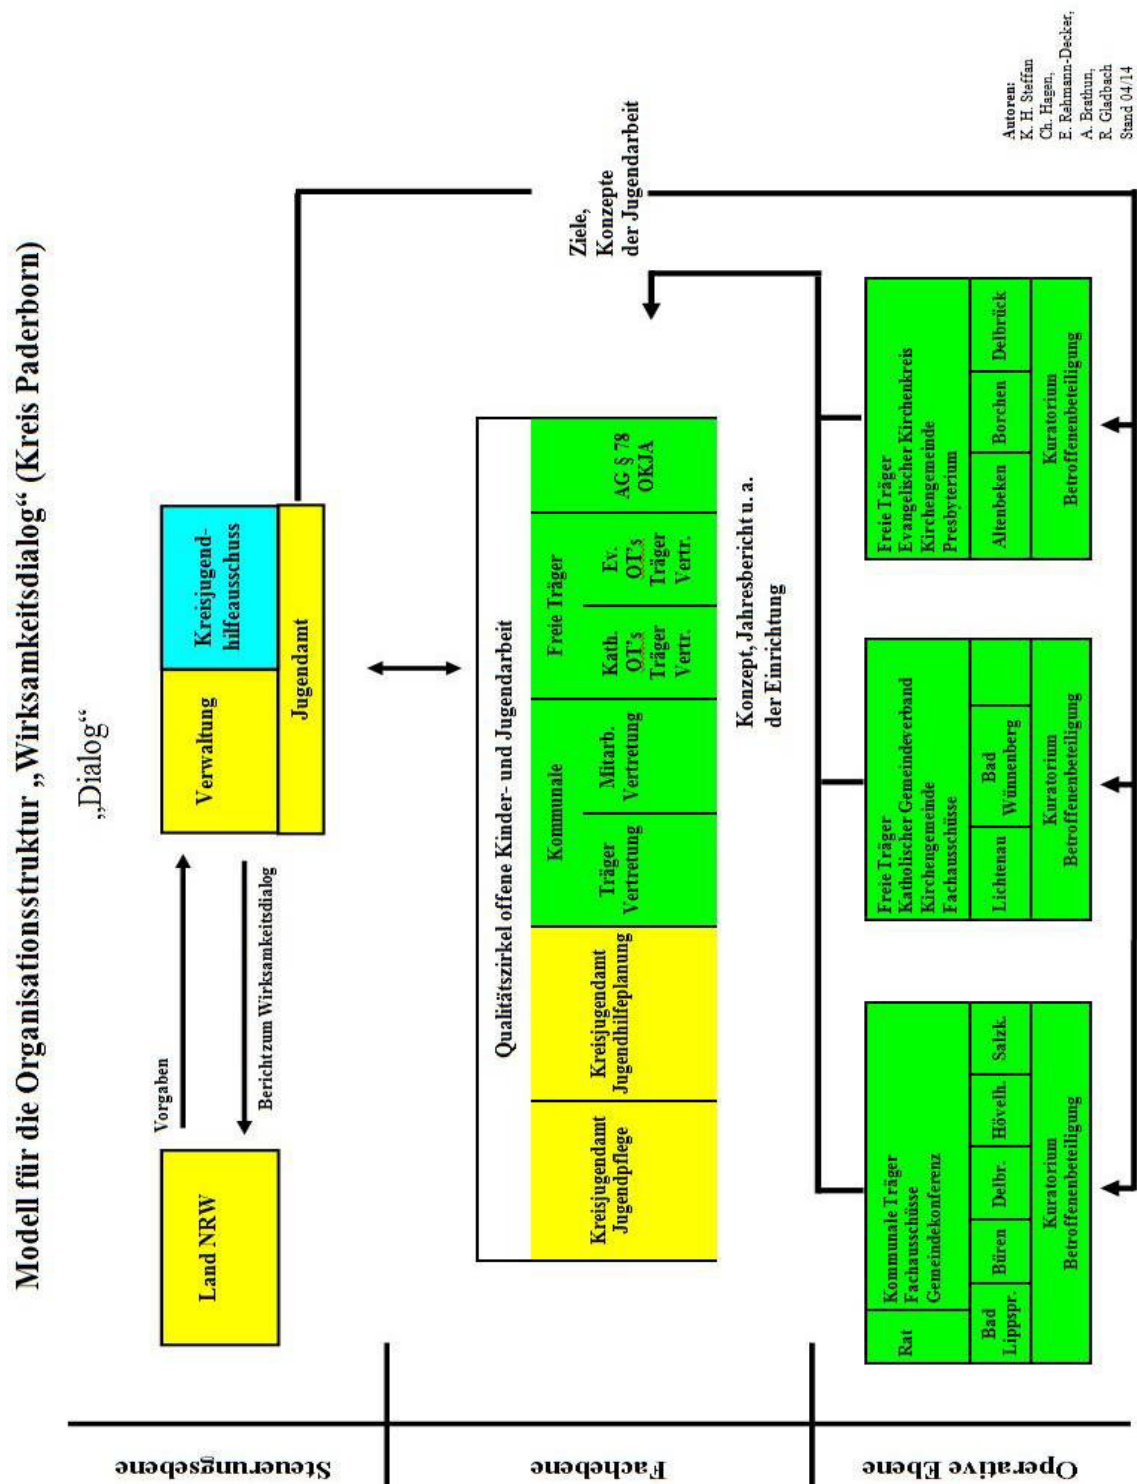 Modell für die Organisationsstruktur „Wirksamkeitsdialog“ (Kreis Paderborn)
„Dialog“
Steuerungsebene
Land NRW
Vorgaben
Bericht zum Wirksamkeitsdialog
Verwaltung
Kreisjugend-
hilfeausschuss
Jugendamt
Fachebene
Qualitätszirkel offene Kinder- und Jugendarbeit
Kreisjugendamt
Jugendpflege
Kreisjugendamt
Jugendhilfeplanung
Kommunale
Träger
Vertretung
Mitarb.
Vertretung
Freie Träger
Kath.
OT's
Träger
Vertr.
Ev.
OT's
Träger
Vertr.
AG § 78
OKJA
Ziele,
Konzepte
der Jugendarbeit
Konzept, Jahresbericht u. a.
der Einrichtung
Operative Ebene
Rat
Kommunale Träger
Fachausschüsse
Gemeindekonferenz
Bad
Lippspr.
Büren
Delbr.
Hövelh.
Salzk.
Kuratorium
Betroffenenbeteiligung
Freie Träger
Katholischer Gemeindeverband
Kirchengemeinde
Fachausschüsse
Lichtenau
Bad
Wünnenberg
Kuratorium
Betroffenenbeteiligung
Freie Träger
Evangelischer Kirchenkreis
Kirchengemeinde
Presbyterium
Altenbeken
Borchen
Delbrück
Kuratorium
Betroffenenbeteiligung
Autoren:
K. H. Steffan
Ch. Hagen,
E. Rehmann-Decker,
A. Brathun,
R. Gladbach
Stand 04/14